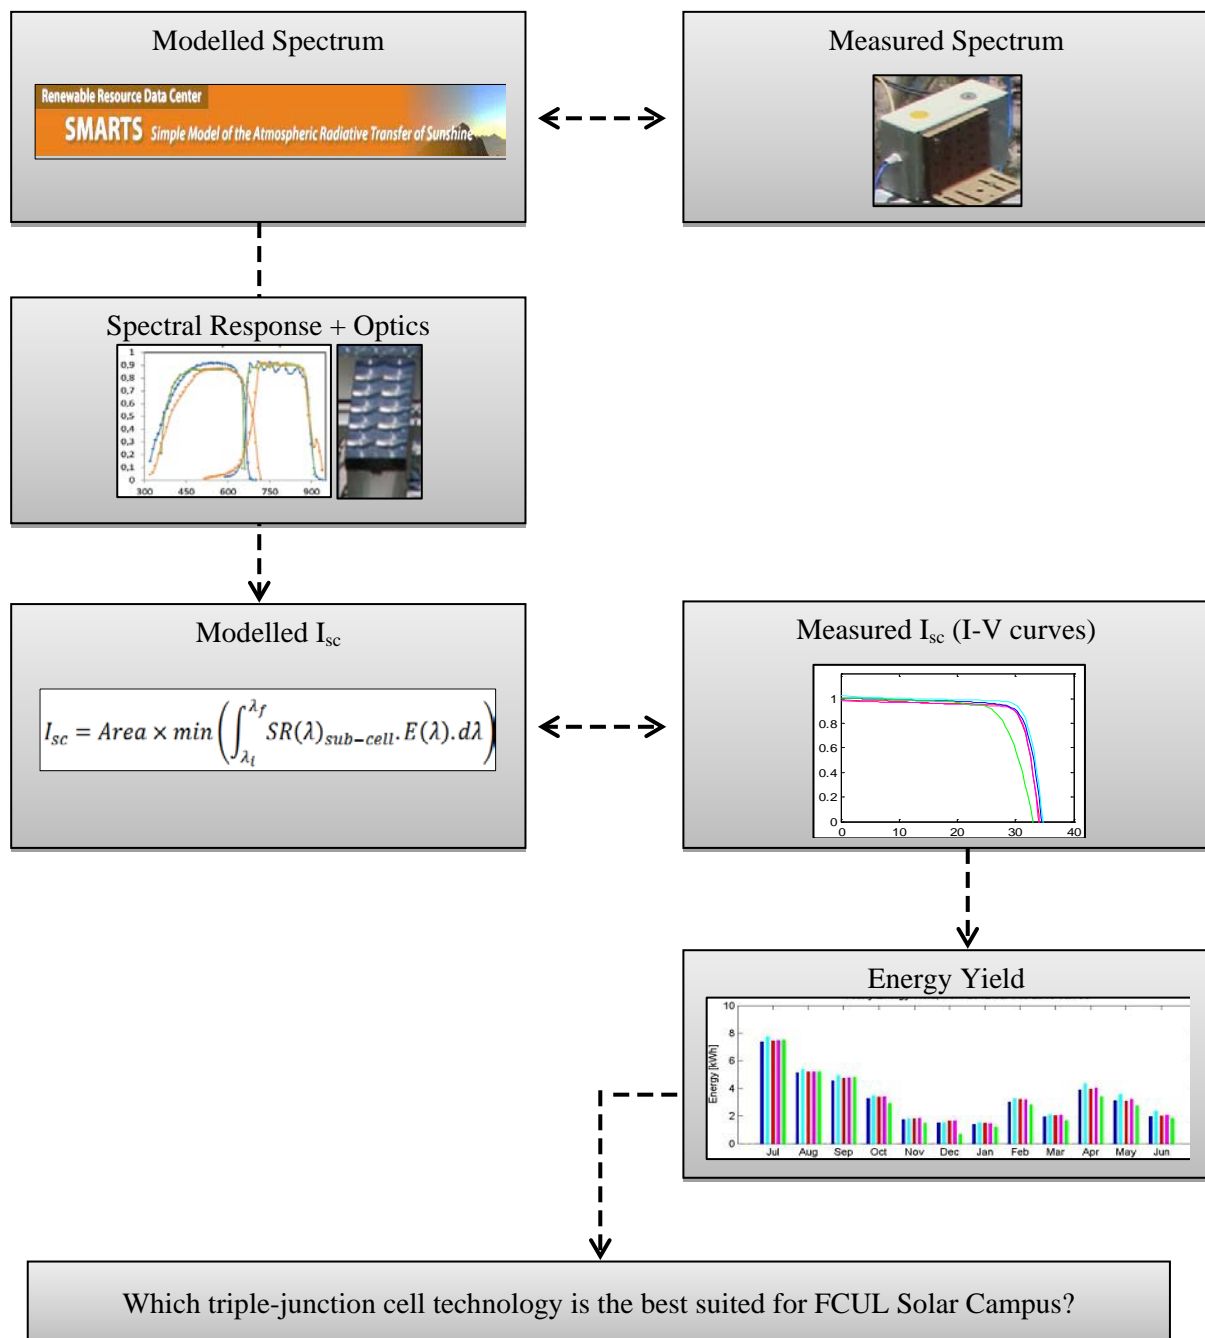 Modelled Spectrum
Renewable Resource Data Center
SMARTS Simple Model of the Atmospheric Radiative Transfer of Sunshine
Measured Spectrum
Spectral Response + Optics
1
0,9
0,8
0,7
0,6
0,5
0,4
0,3
0,2
0,1
0
300 450 600 750 900
Modelled Isc
I_sc = Area × min(∫_{λ_i}^{λ_f} SR(λ)_{sub−cell}.E(λ).dλ)
Measured Isc (I-V curves)
1
0.8
0.6
0.4
0.2
0
0 10 20 30 40
Energy Yield
10
8
6
4
2
0
Energy [kWh]
Jul Aug Sep Oct Nov Dec Jan Feb Mar Apr May Jun
Which triple-junction cell technology is the best suited for FCUL Solar Campus?